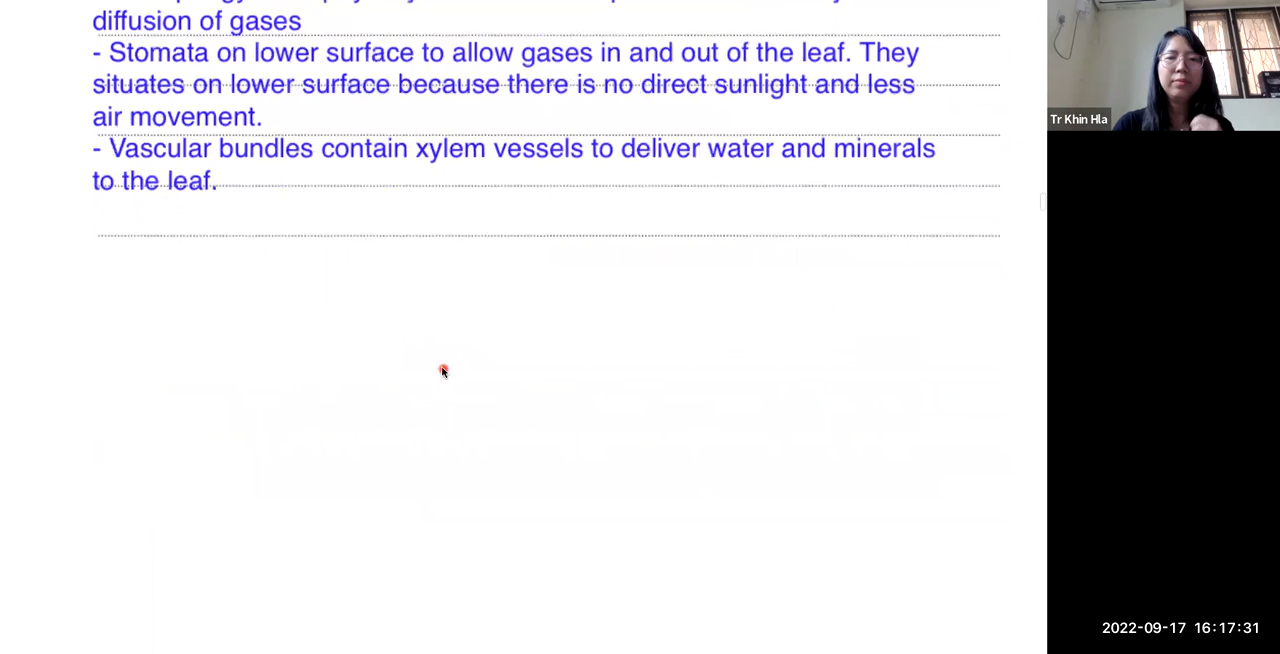 diffusion of gases
- Stomata on lower surface to allow gases in and out of the leaf. They
situates on lower surface because there is no direct sunlight and less
air movement.
- Vascular bundles contain xylem vessels to deliver water and minerals
to the leaf.
Tr Khin Hla
2022-09-17 16:17:31